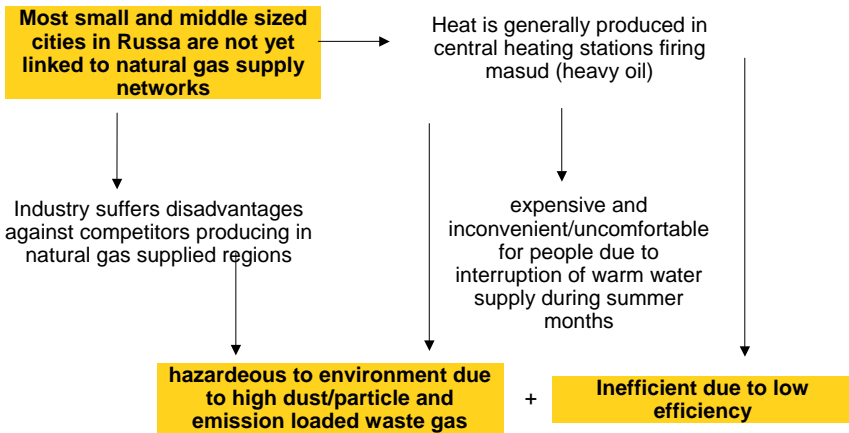 Most small and middle sized
cities in Russa are not yet
linked to natural gas supply
networks
Heat is generally produced in
central heating stations firing
masud (heavy oil)
Industry suffers disadvantages
against competitors producing in
natural gas supplied regions
expensive and
inconvenient/uncomfortable
for people due to
interruption of warm water
supply during summer
months
hazardeous to environment due
to high dust/particle and
emission loaded waste gas
+
Inefficient due to low
efficiency